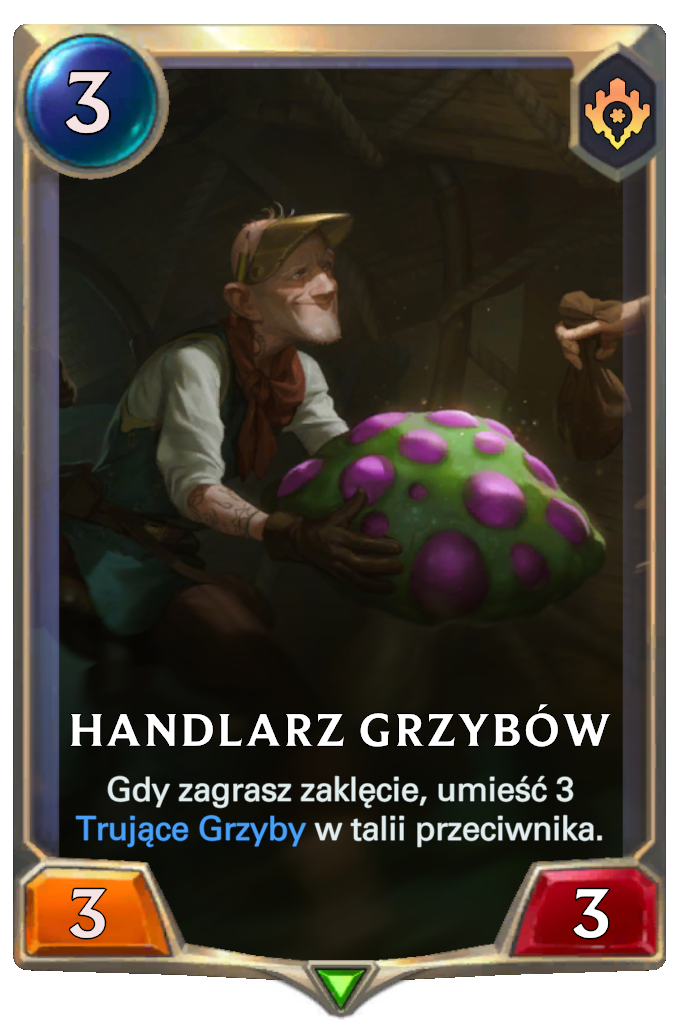 3
HANDLARZ GRZYBÓW
Gdy zagrasz zaklęcie, umieść 3
Trujące Grzyby w talii przeciwnika.
3
3